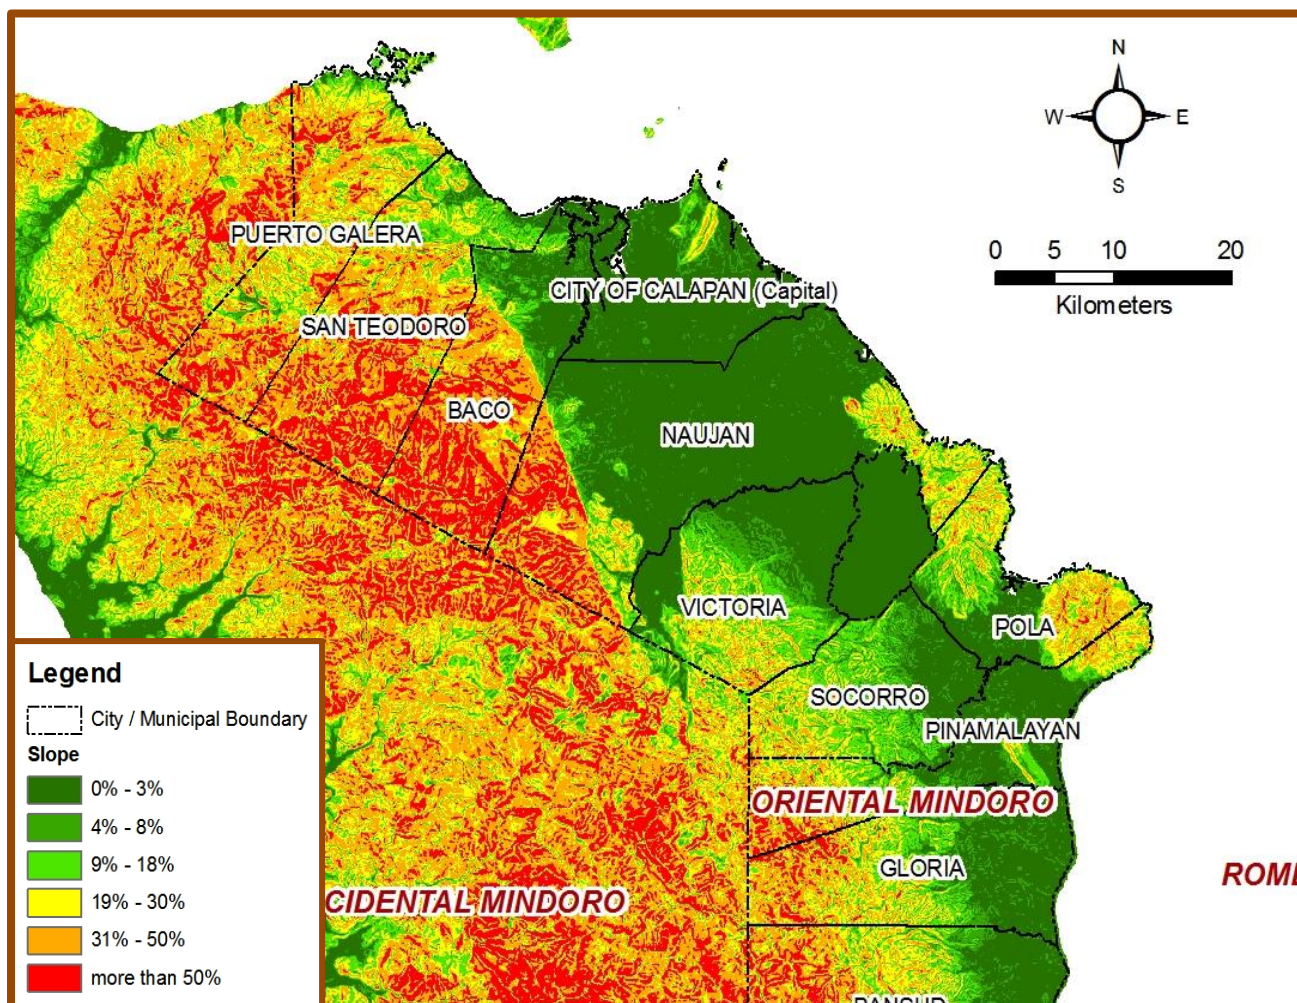 N
W E
S
0 5 10 20
Kilometers
PUERTO GALERA
CITY OF CALAPAN (Capital)
SAN TEODORO
BACO
NAUJAN
VICTORIA
POLA
SOCORRO
PINAMALAYAN
ORIENTAL MINDORO
GLORIA
ROME
CIDENTAL MINDORO
BANSUD
Legend
City / Municipal Boundary
Slope
0% - 3%
4% - 8%
9% - 18%
19% - 30%
31% - 50%
more than 50%